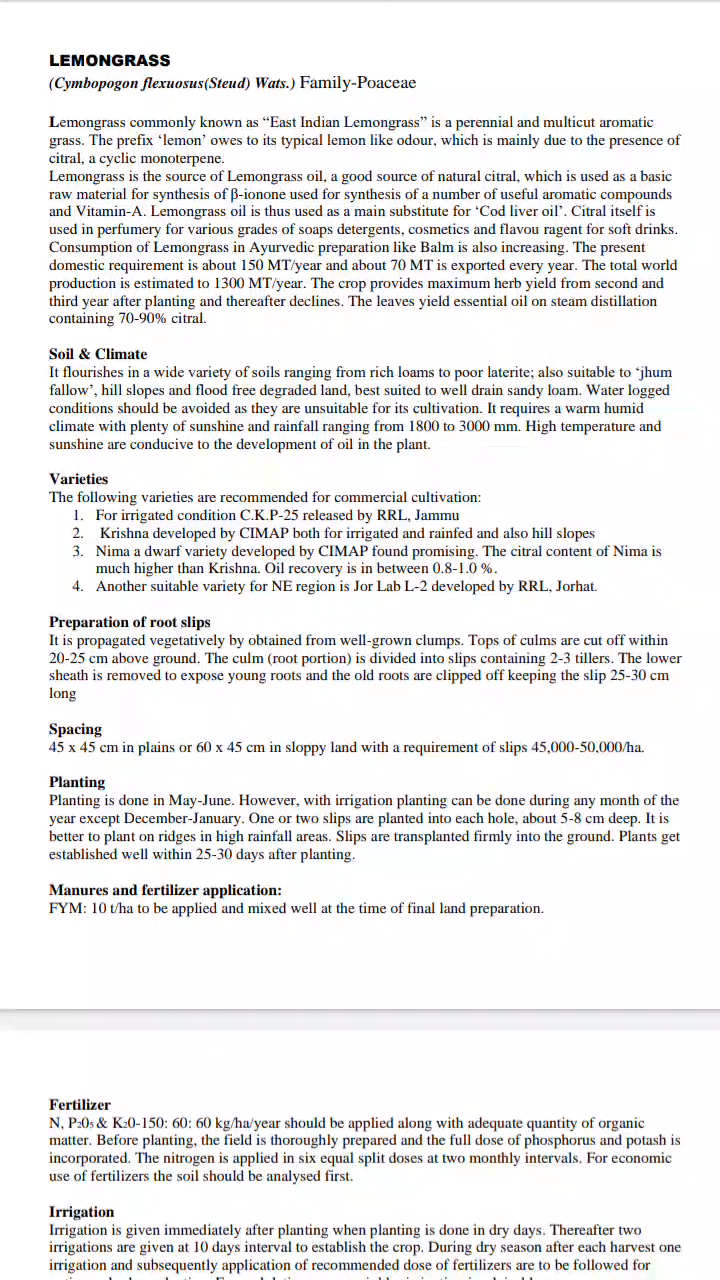 LEMONGRASS
(Cymbopogon flexuosus(Steud) Wats.) Family-Poaceae
Lemongrass commonly known as “East Indian Lemongrass” is a perennial and multicut aromatic
grass. The prefix ‘lemon’ owes to its typical lemon like odour, which is mainly due to the presence of
citral, a cyclic monoterpene.
Lemongrass is the source of Lemongrass oil, a good source of natural citral, which is used as a basic
raw material for synthesis of β-ionone used for synthesis of a number of useful aromatic compounds
and Vitamin-A. Lemongrass oil is thus used as a main substitute for ‘Cod liver oil’. Citral itself is
used in perfumery for various grades of soaps detergents, cosmetics and flavou ragent for soft drinks.
Consumption of Lemongrass in Ayurvedic preparation like Balm is also increasing. The present
domestic requirement is about 150 MT/year and about 70 MT is exported every year. The total world
production is estimated to 1300 MT/year. The crop provides maximum herb yield from second and
third year after planting and thereafter declines. The leaves yield essential oil on steam distillation
containing 70-90% citral.
Soil & Climate
It flourishes in a wide variety of soils ranging from rich loams to poor laterite; also suitable to ‘jhum
fallow’, hill slopes and flood free degraded land, best suited to well drain sandy loam. Water logged
conditions should be avoided as they are unsuitable for its cultivation. It requires a warm humid
climate with plenty of sunshine and rainfall ranging from 1800 to 3000 mm. High temperature and
sunshine are conducive to the development of oil in the plant.
Varieties
The following varieties are recommended for commercial cultivation:
1. For irrigated condition C.K.P-25 released by RRL, Jammu
2. Krishna developed by CIMAP both for irrigated and rainfed and also hill slopes
3. Nima a dwarf variety developed by CIMAP found promising. The citral content of Nima is
much higher than Krishna. Oil recovery is in between 0.8-1.0 %.
4. Another suitable variety for NE region is Jor Lab L-2 developed by RRL, Jorhat.
Preparation of root slips
It is propagated vegetatively by obtained from well-grown clumps. Tops of culms are cut off within
20-25 cm above ground. The culm (root portion) is divided into slips containing 2-3 tillers. The lower
sheath is removed to expose young roots and the old roots are clipped off keeping the slip 25-30 cm
long
Spacing
45 x 45 cm in plains or 60 x 45 cm in sloppy land with a requirement of slips 45,000-50,000/ha.
Planting
Planting is done in May-June. However, with irrigation planting can be done during any month of the
year except December-January. One or two slips are planted into each hole, about 5-8 cm deep. It is
better to plant on ridges in high rainfall areas. Slips are transplanted firmly into the ground. Plants get
established well within 25-30 days after planting.
Manures and fertilizer application:
FYM: 10 t/ha to be applied and mixed well at the time of final land preparation.
Fertilizer
N, P₂0₅ & K₂0-150: 60: 60 kg/ha/year should be applied along with adequate quantity of organic
matter. Before planting, the field is thoroughly prepared and the full dose of phosphorus and potash is
incorporated. The nitrogen is applied in six equal split doses at two monthly intervals. For economic
use of fertilizers the soil should be analysed first.
Irrigation
Irrigation is given immediately after planting when planting is done in dry days. Thereafter two
irrigations are given at 10 days interval to establish the crop. During dry season after each harvest one
irrigation and subsequently application of recommended dose of fertilizers are to be followed for